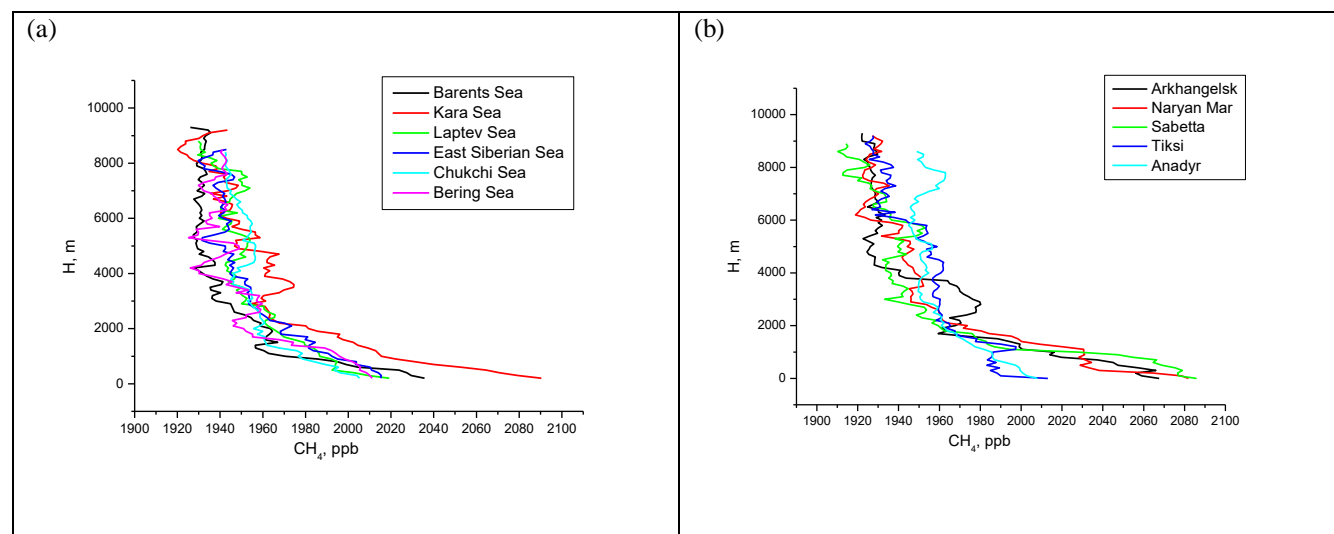 (a)
Barents Sea
Kara Sea
Laptev Sea
East Siberian Sea
Chukchi Sea
Bering Sea
10000
8000
6000
4000
2000
0
H, m
1900 1920 1940 1960 1980 2000 2020 2040 2060 2080 2100
CH₄, ppb
(b)
Arkhangelsk
Naryan Mar
Sabetta
Tiksi
Anadyr
10000
8000
6000
4000
2000
0
H, m
1900 1920 1940 1960 1980 2000 2020 2040 2060 2080 2100
CH₄, ppb